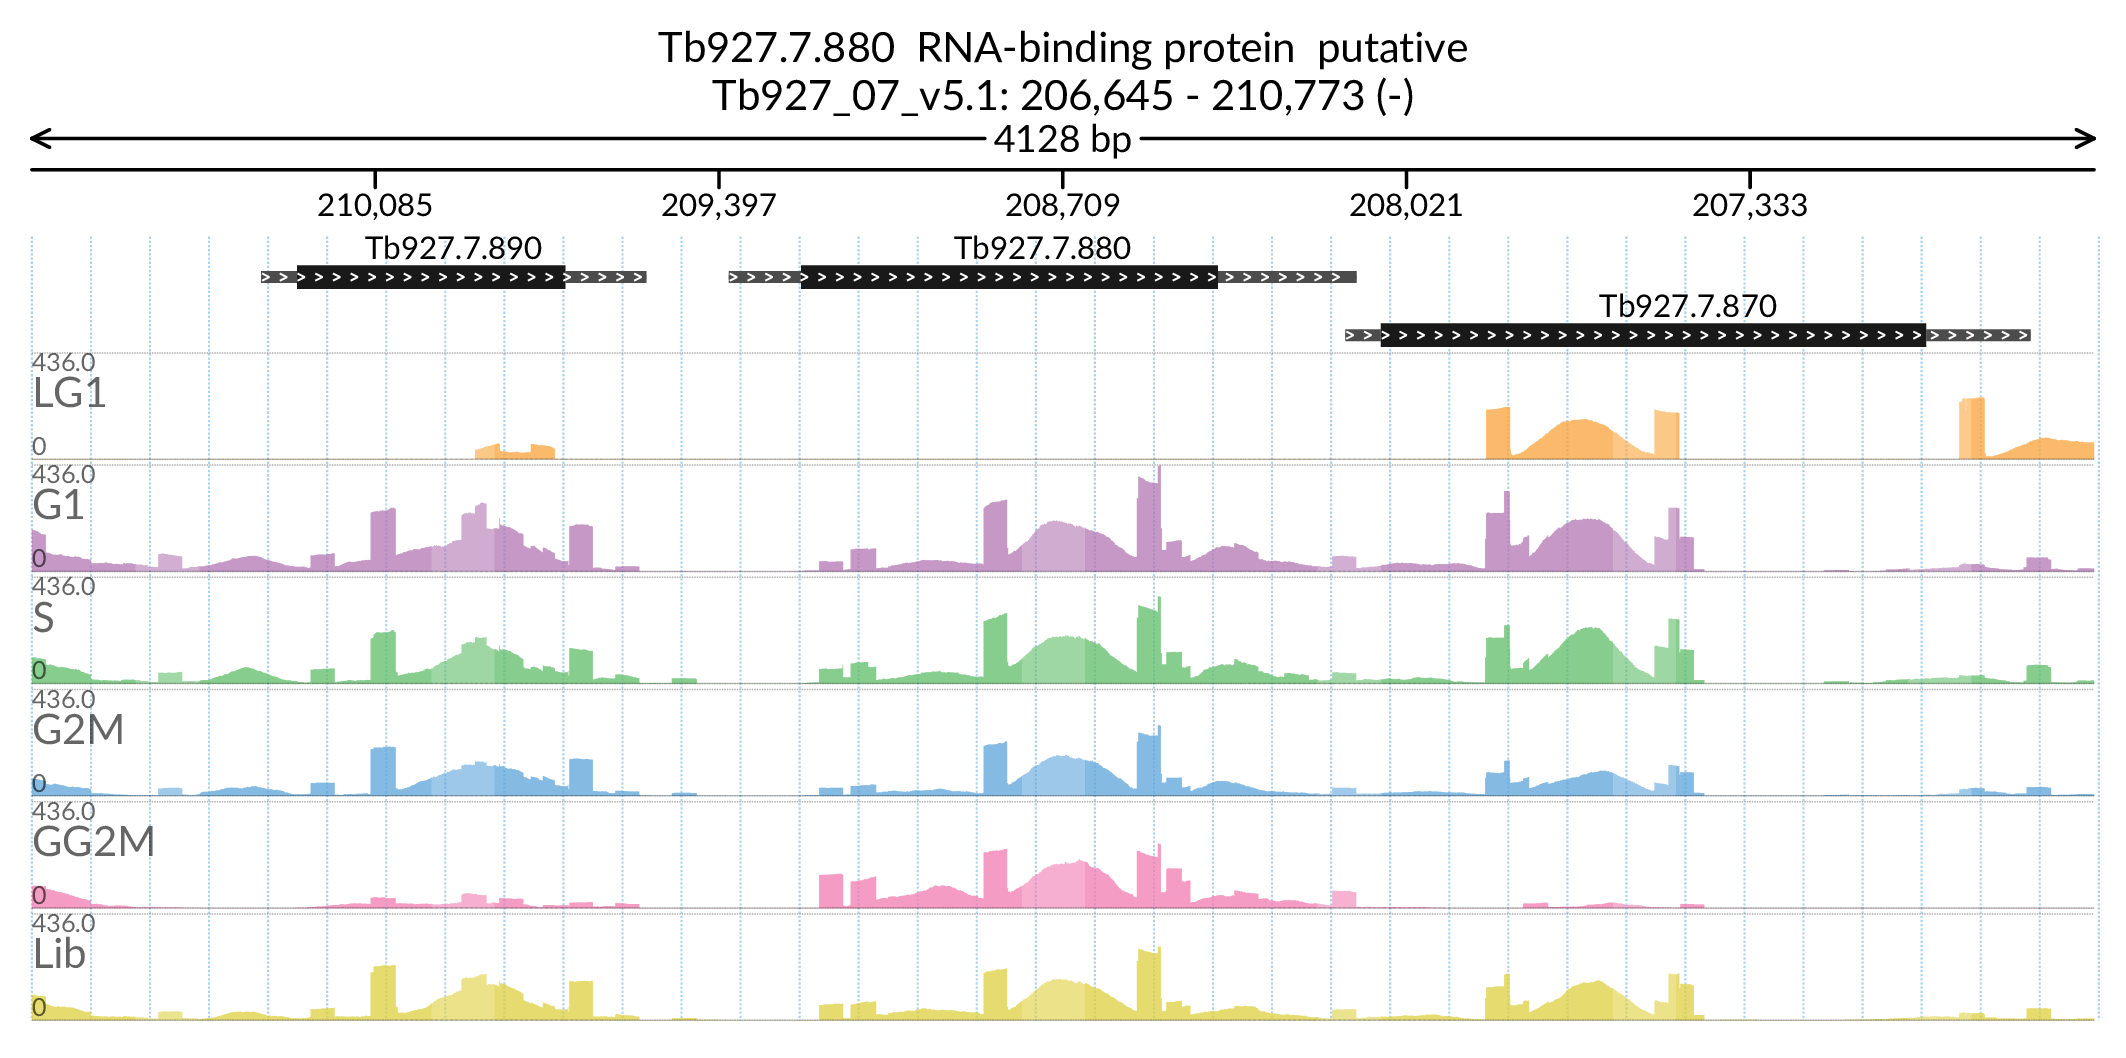 Tb927.7.880  RNA-binding protein  putative
Tb927_07_v5.1: 206,645 - 210,773 (-)
4128 bp
210,085 209,397 208,709 208,021 207,333
Tb927.7.890 Tb927.7.880
Tb927.7.870
436.0
LG1
0
436.0
G1
0
436.0
S
0
436.0
G2M
0
436.0
GG2M
0
436.0
Lib
0